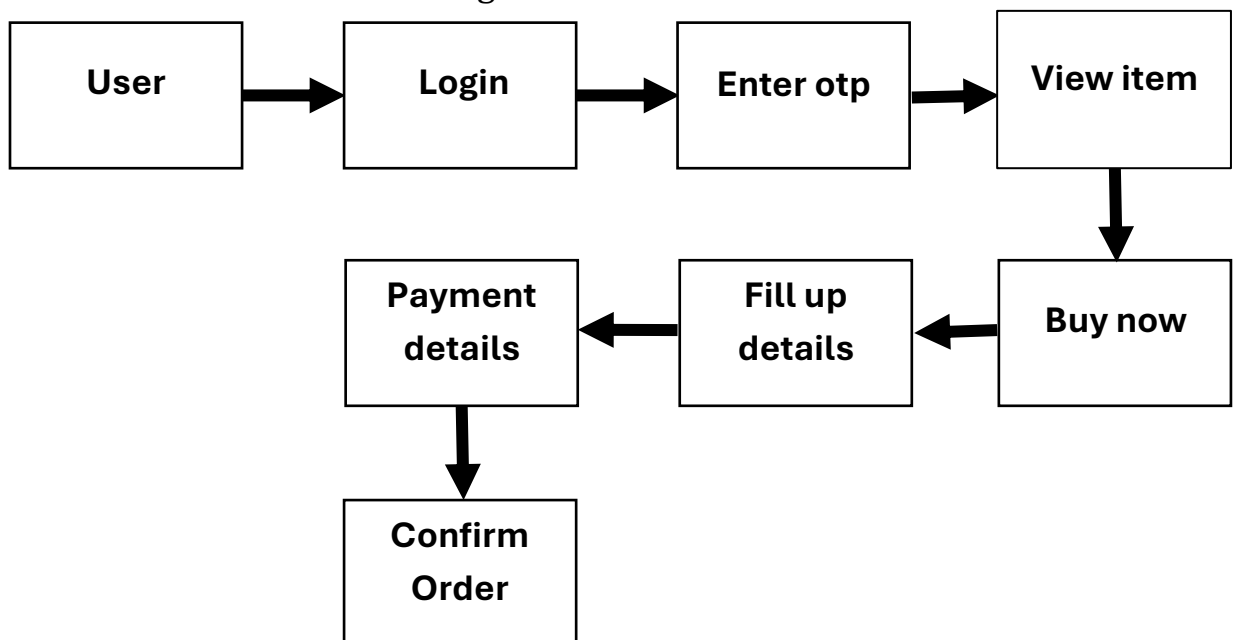 User
Login
Enter otp
View item
Buy now
Fill up
details
Payment
details
Confirm
Order